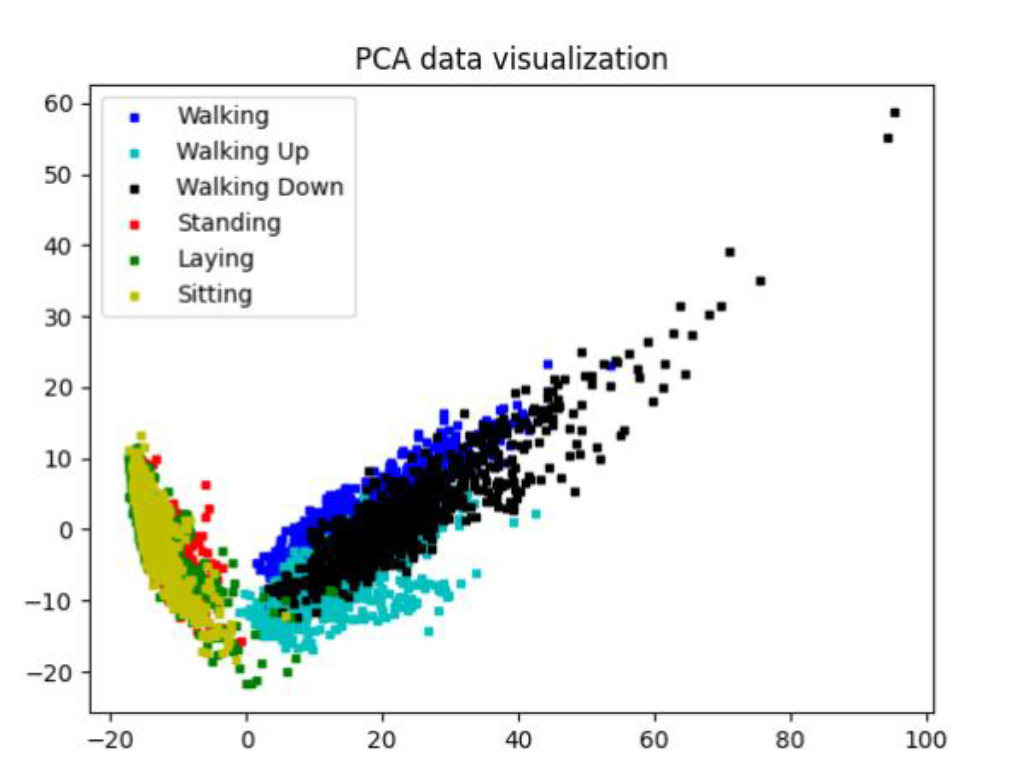 PCA data visualization
60
50
40
30
20
10
0
−10
−20
Walking
Walking Up
Walking Down
Standing
Laying
Sitting
−20 0 20 40 60 80 100